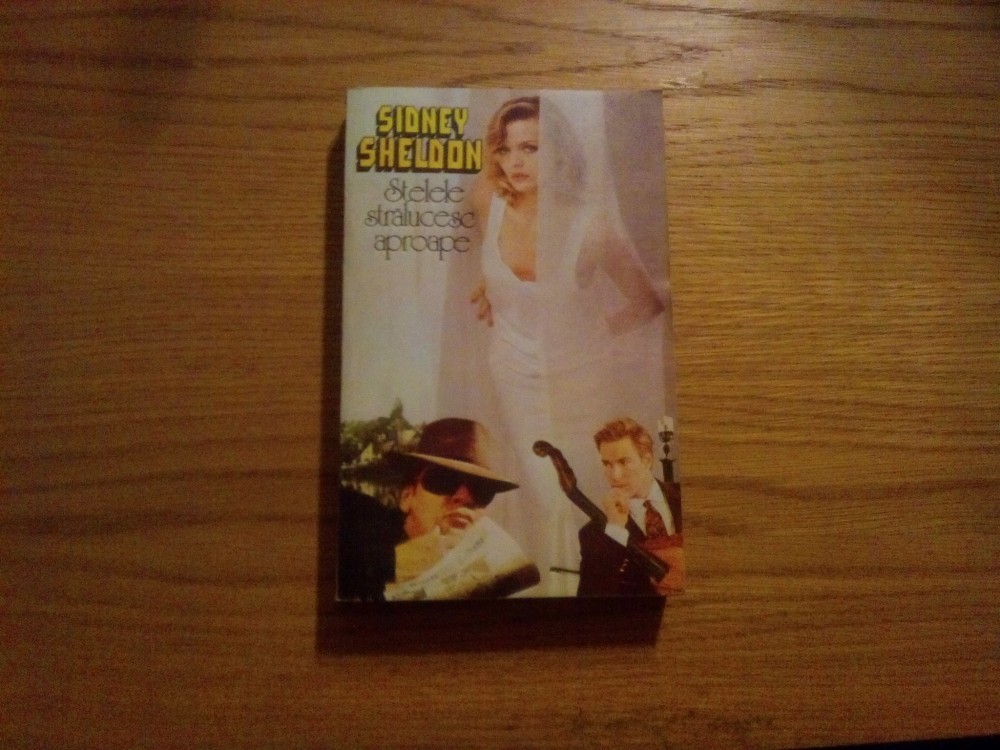 SIDNEY
SHELDON
Stelele
strălucesc
aproape